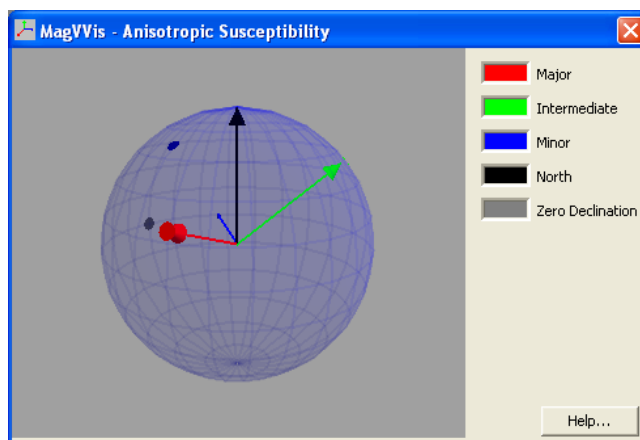 MagVVis - Anisotropic Susceptibility
Major
Intermediate
Minor
North
Zero Declination
Help...